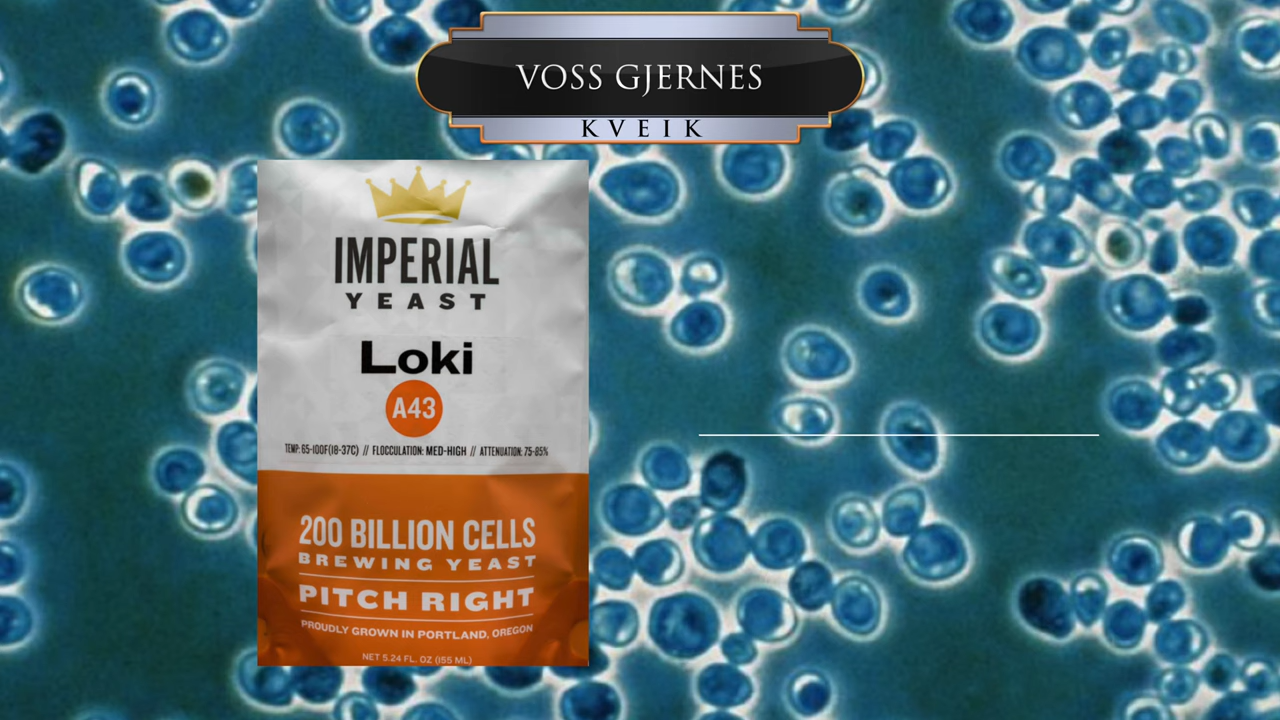 VOSS GJERNES
KVEIK
IMPERIAL
YEAST
Loki
A43
TEMP: 65-100F(18-37C) // FLOCCULATION: MED-HIGH // ATTENUATION: 75-85%
200 BILLION CELLS
BREWING YEAST
PITCH RIGHT
PROUDLY GROWN IN PORTLAND, OREGON
NET 5.24 FL. OZ (155 ML)